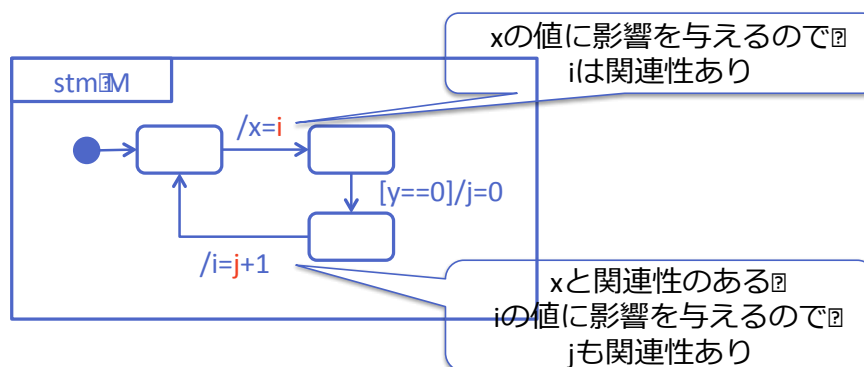 xの値に影響を与えるので
iは関連性あり
stm M
/x=i
[y==0]/j=0
/i=j+1
xと関連性のある
iの値に影響を与えるので
jも関連性あり